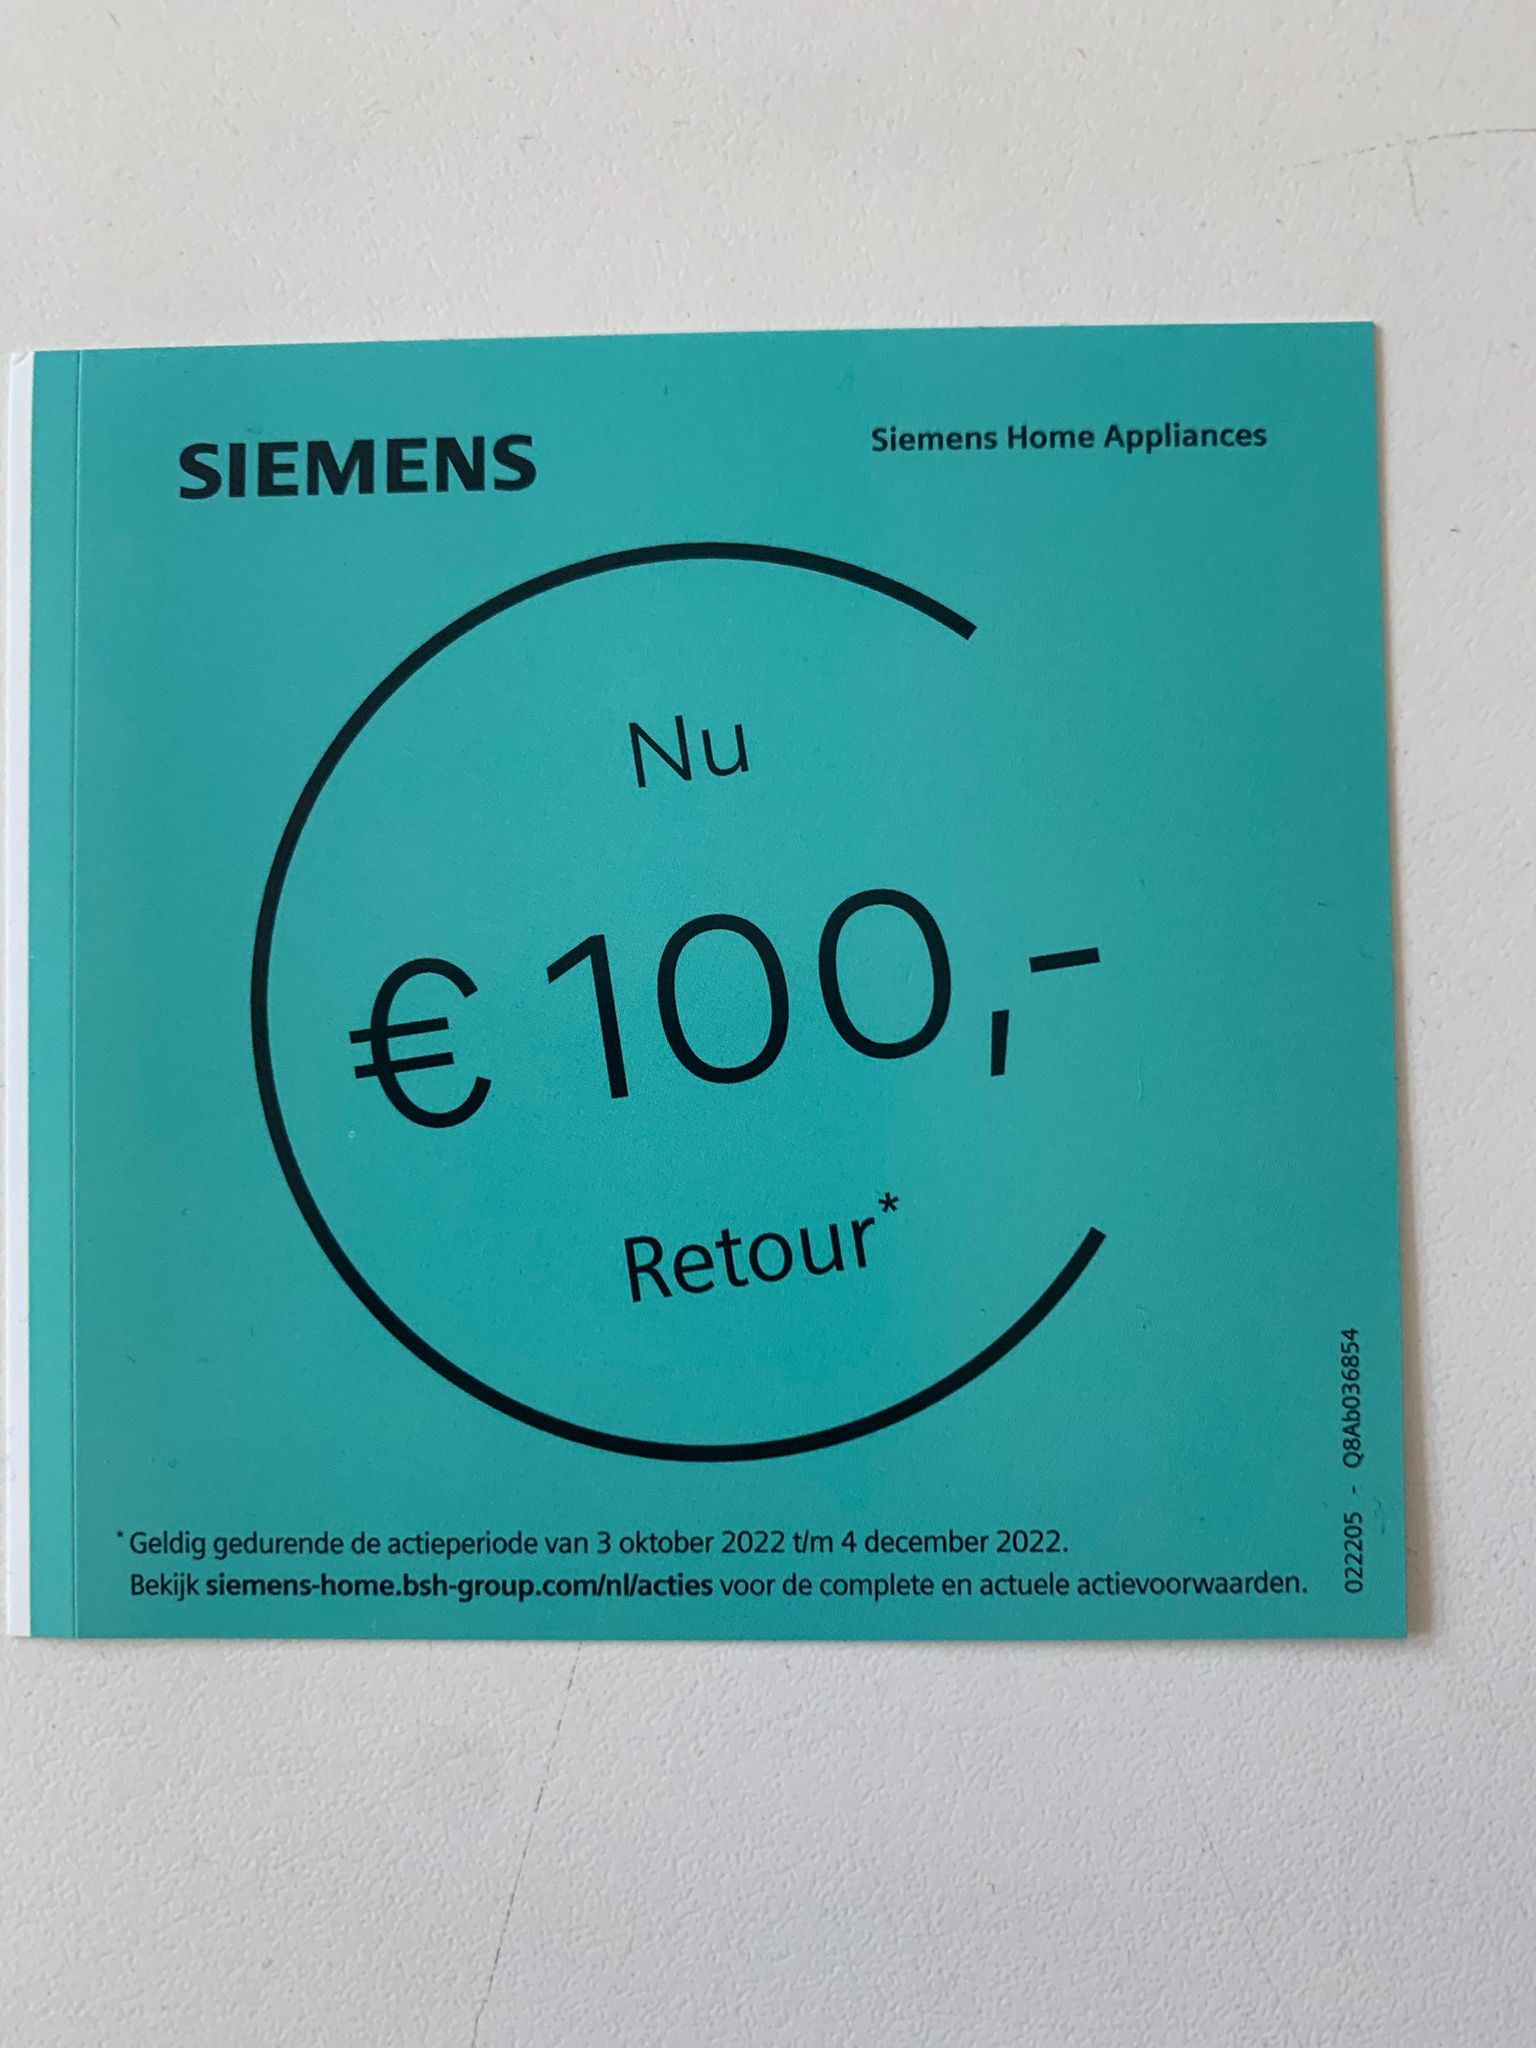 SIEMENS
Siemens Home Appliances
Nu
€ 100,-
Retour*
* Geldig gedurende de actieperiode van 3 oktober 2022 t/m 4 december 2022.
Bekijk siemens-home.bsh-group.com/nl/acties voor de complete en actuele actievoorwaarden.
022205 - Q8Ab036854